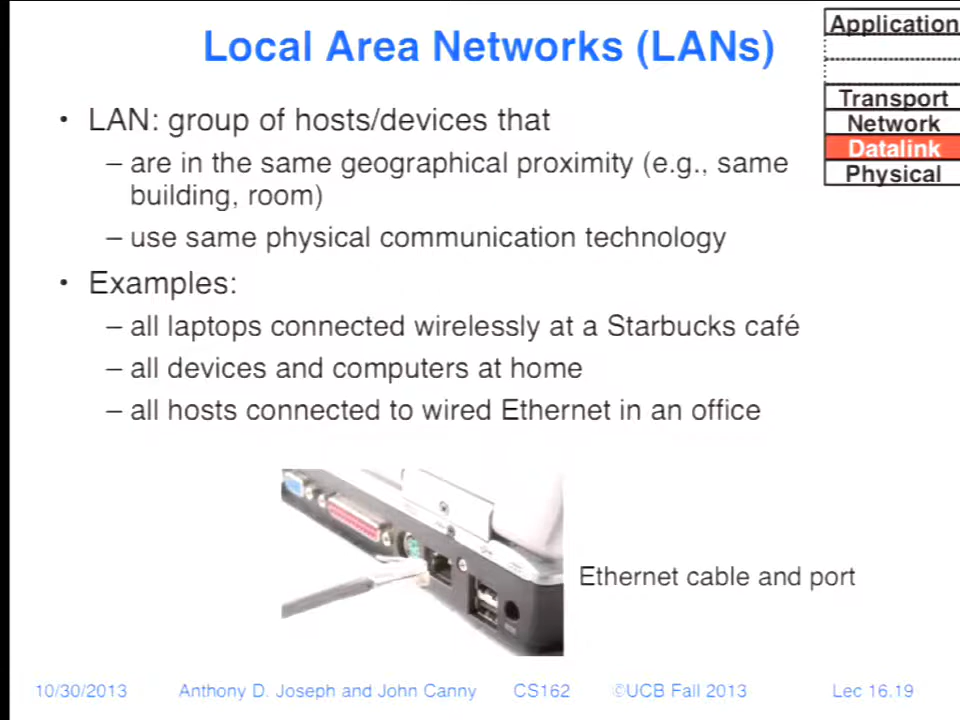 Local Area Networks (LANs)
Application
Transport
Network
Datalink
Physical
• LAN: group of hosts/devices that
– are in the same geographical proximity (e.g., same
building, room)
– use same physical communication technology
• Examples:
– all laptops connected wirelessly at a Starbucks café
– all devices and computers at home
– all hosts connected to wired Ethernet in an office
Ethernet cable and port
10/30/2013 Anthony D. Joseph and John Canny CS162 ©UCB Fall 2013 Lec 16.19